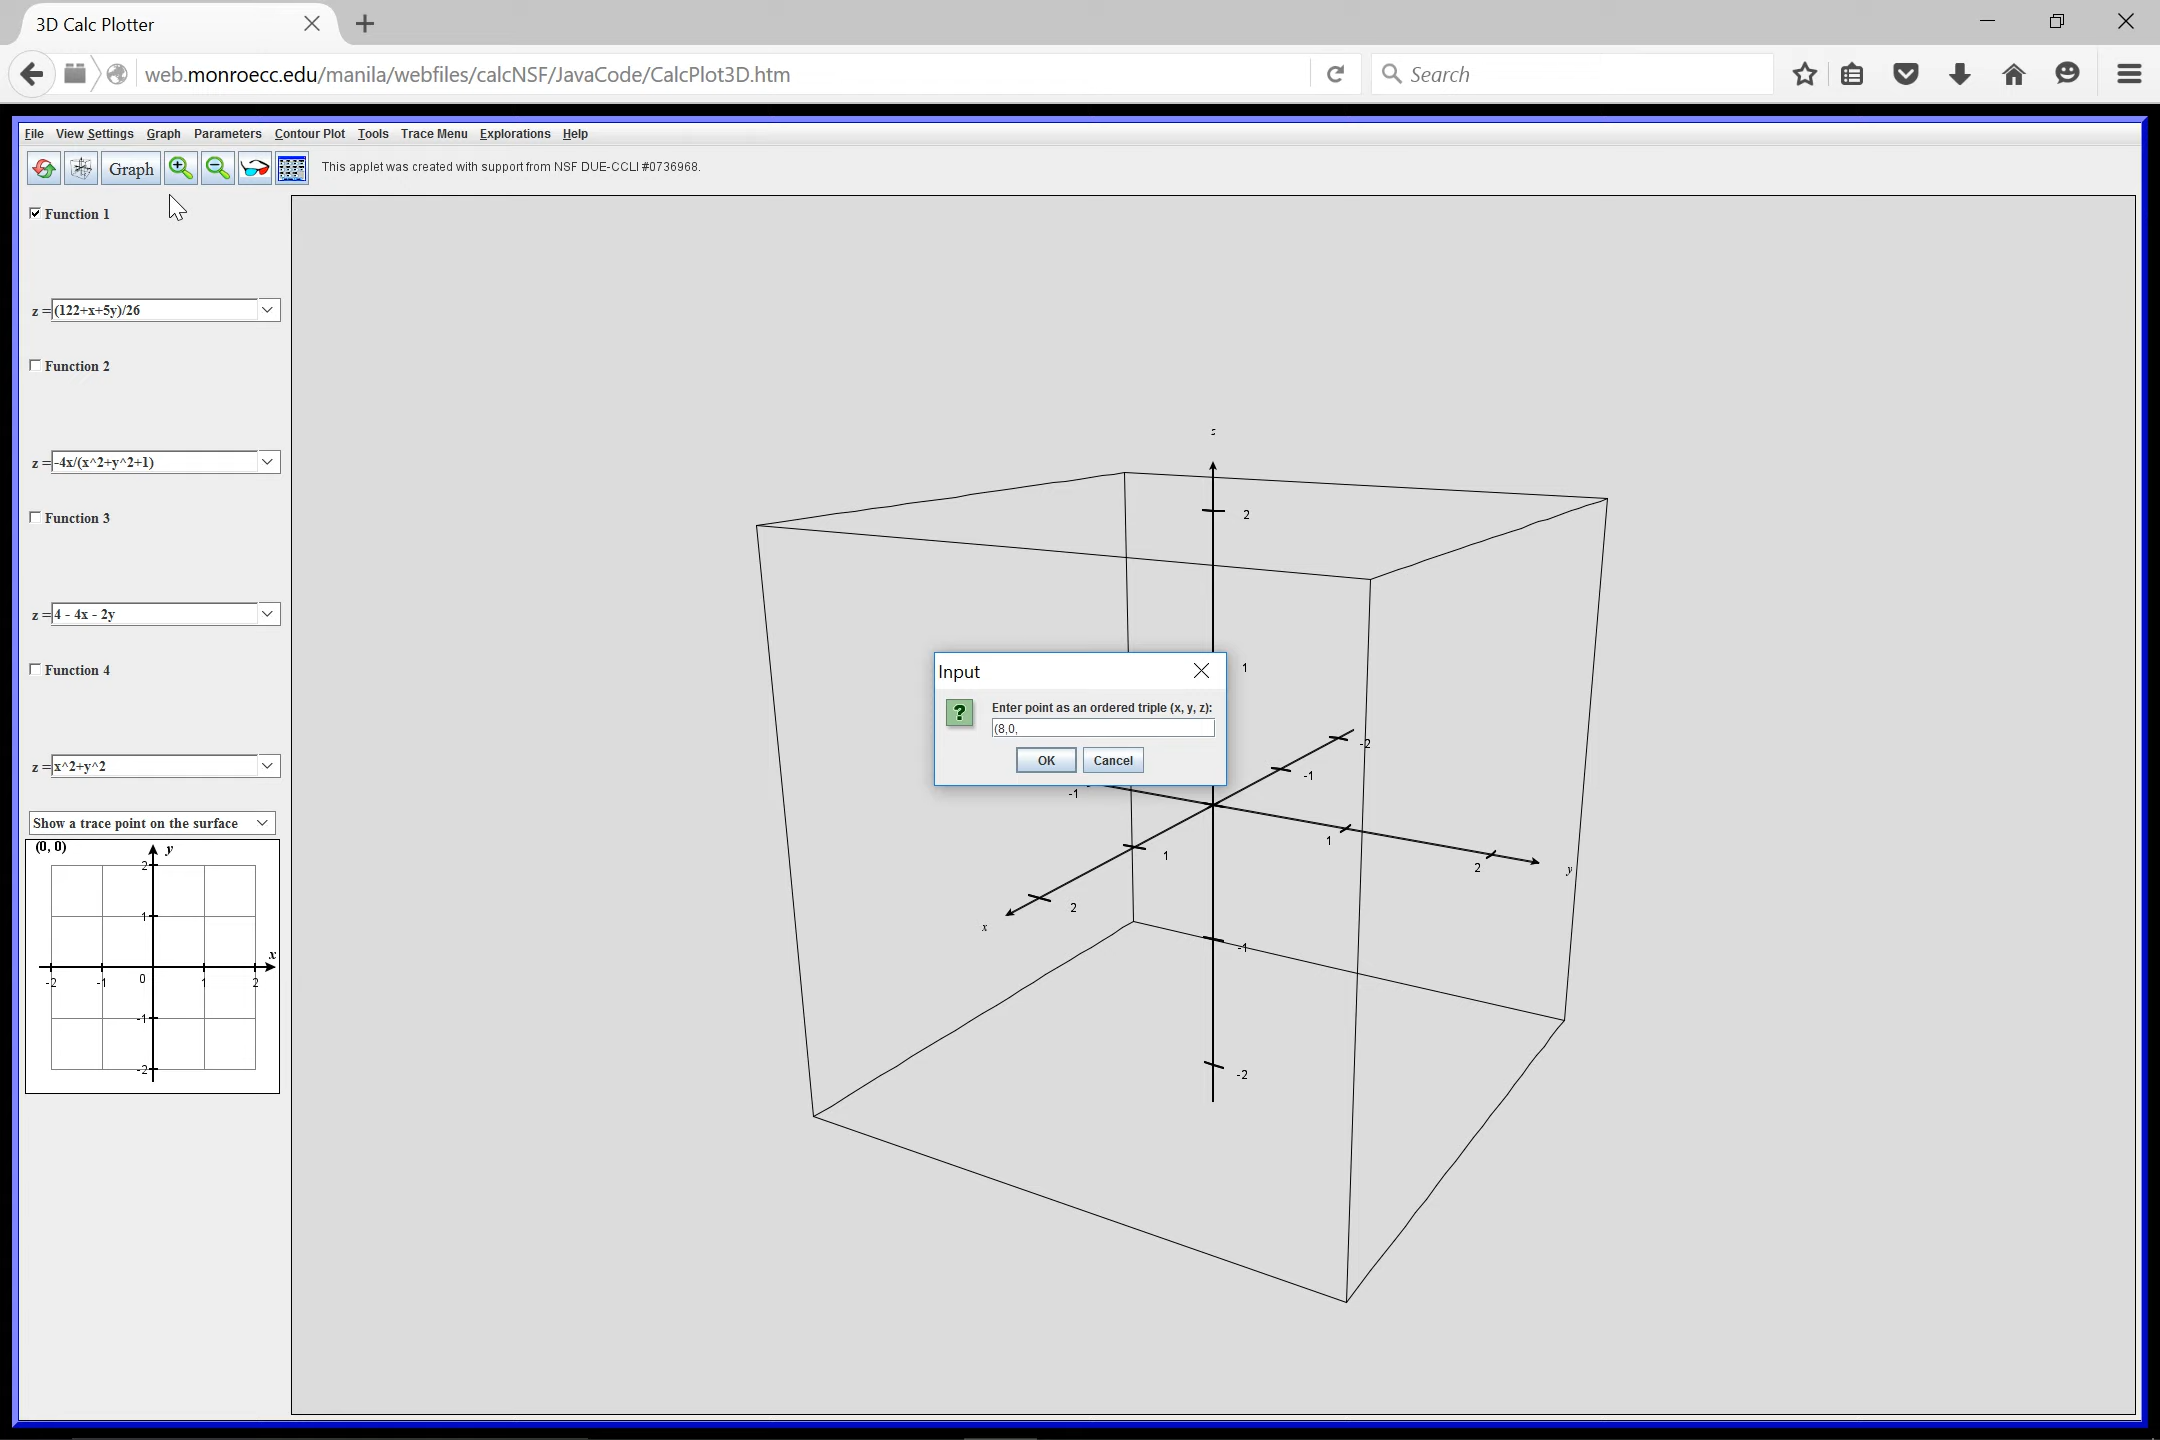 3D Calc Plotter
web.monroecc.edu/manila/webfiles/calcNSF/JavaCode/CalcPlot3D.htm
Search
File View Settings Graph Parameters Contour Plot Tools Trace Menu Explorations Help
Graph
This applet was created with support from NSF DUE-CCLI #0736968.
Function 1
z =(122+x+5y)/26
Function 2
z =-4x/(x^2+y^2+1)
Function 3
z =4 - 4x - 2y
Function 4
z =x^2+y^2
Show a trace point on the surface
(0, 0)
y
2
1
x
-2 -1 0 1 2
-1
-2
z
2
1
Input
?
Enter point as an ordered triple (x, y, z):
(8,0,
OK Cancel
-2
-1
-1
1
1
2
y
2
x
-1
-2